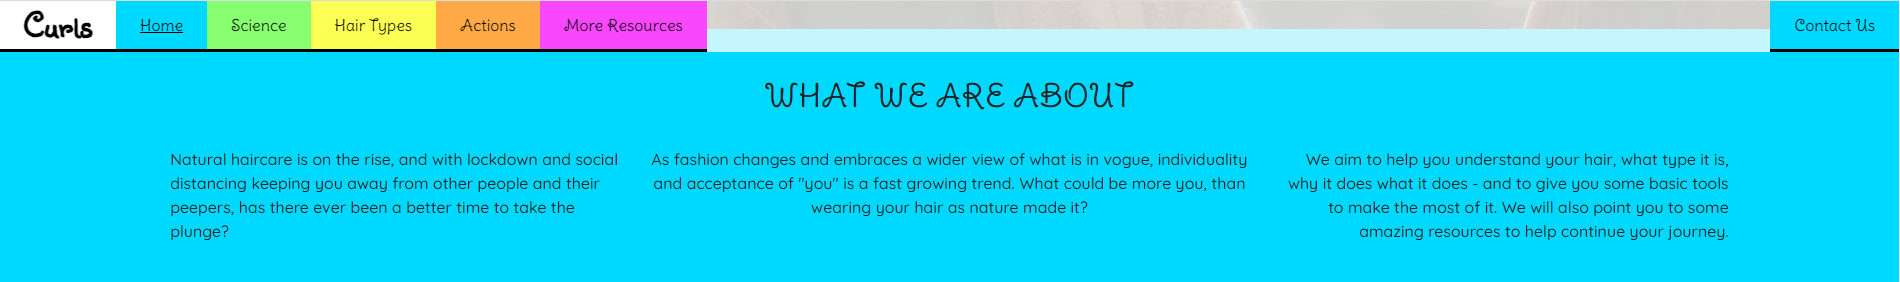 Curls Home Science Hair Types Actions More Resources Contact Us
WHAT WE ARE ABOUT
Natural haircare is on the rise, and with lockdown and social
distancing keeping you away from other people and their
peepers, has there ever been a better time to take the
plunge?
As fashion changes and embraces a wider view of what is in vogue, individuality
and acceptance of "you" is a fast growing trend. What could be more you, than
wearing your hair as nature made it?
We aim to help you understand your hair, what type it is,
why it does what it does - and to give you some basic tools
to make the most of it. We will also point you to some
amazing resources to help continue your journey.